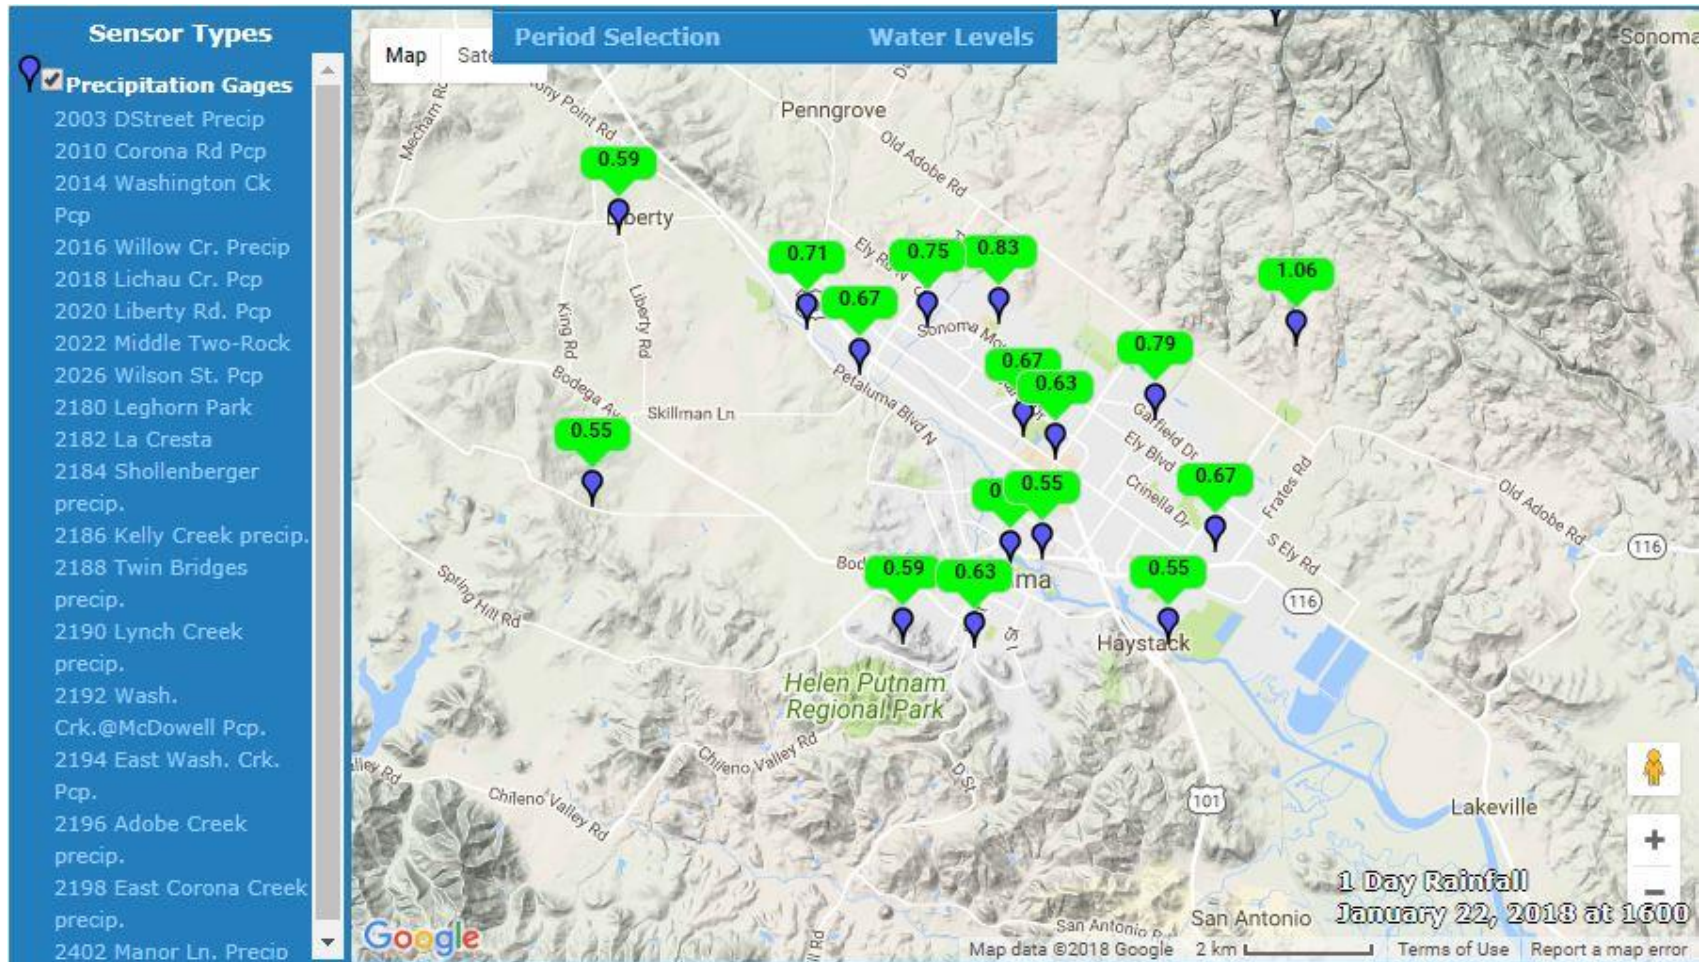 Sensor Types
Precipitation Gages
2003 DStreet Precip
2010 Corona Rd Pcp
2014 Washington Ck
Pcp
2016 Willow Cr. Precip
2018 Lichau Cr. Pcp
2020 Liberty Rd. Pcp
2022 Middle Two-Rock
2026 Wilson St. Pcp
2180 Leghorn Park
2182 La Cresta
2184 Shollenberger
precip.
2186 Kelly Creek precip.
2188 Twin Bridges
precip.
2190 Lynch Creek
precip.
2192 Wash.
Crk.@McDowell Pcp.
2194 East Wash. Crk.
Pcp.
2196 Adobe Creek
precip.
2198 East Corona Creek
precip.
2402 Manor Ln. Precip
Map
Period Selection
Water Levels
Sonoma
Penngrove
Mecham Rd
Point Rd
Old Adobe Rd
0.59
Liberty
0.71
Ely Rd N
0.75
0.83
1.06
0.67
King Rd
Liberty Rd
Sonoma
0.79
0.67
0.63
Petaluma Blvd N
Bodega
Skillman Ln
0.55
Garfield Dr
Ely Blvd
Crinella Dr
0.67
Frates Rd
Old Adobe Rd
0.55
S Ely Rd
116
Spring Hill Rd
0.59
0.63
0.55
116
Haystack
Helen Putnam
Regional Park
Chileno Valley Rd
D St
Chileno Valley Rd
101
Lakeville
1 Day Rainfall
January 22, 2018 at 1600
San Antonio
San Antonio
Google
Map data ©2018 Google
2 km
Terms of Use
Report a map error